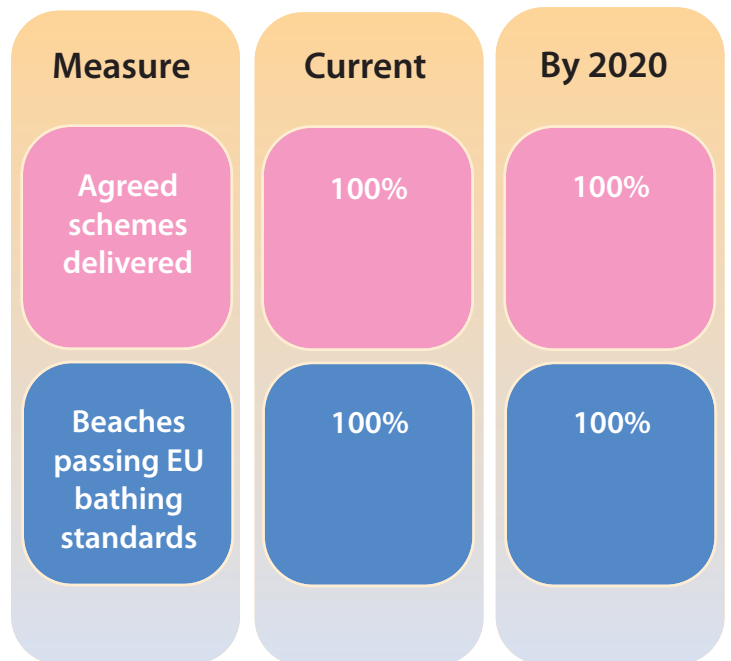 Measure
Current
By 2020
Agreed
schemes
delivered
100%
100%
Beaches
passing EU
bathing
standards
100%
100%